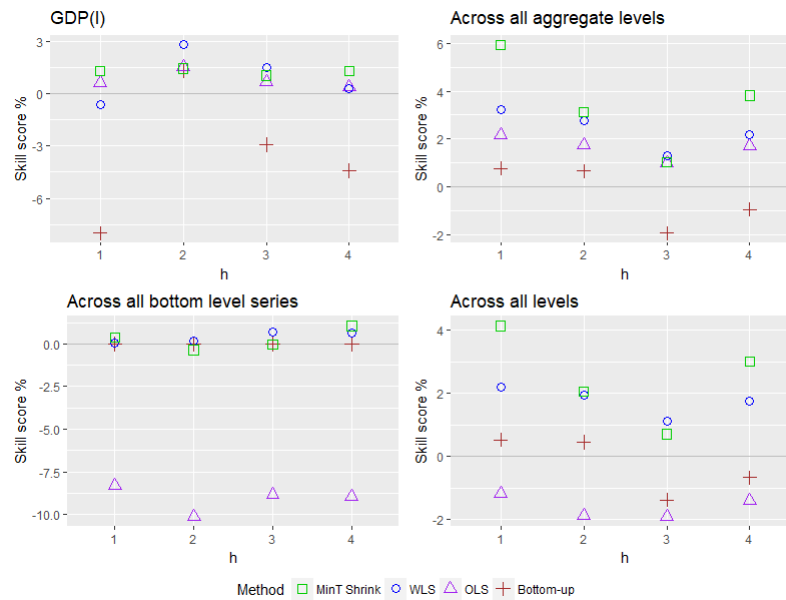 GDP(I)
Skill score %
3
0
-3
-6
1 2 3 4
h
Across all aggregate levels
Skill score %
6
4
2
0
-2
1 2 3 4
h
Across all bottom level series
Skill score %
0.0
-2.5
-5.0
-7.5
-10.0
1 2 3 4
h
Across all levels
Skill score %
4
2
0
-2
1 2 3 4
h
Method MinT Shrink WLS OLS Bottom-up